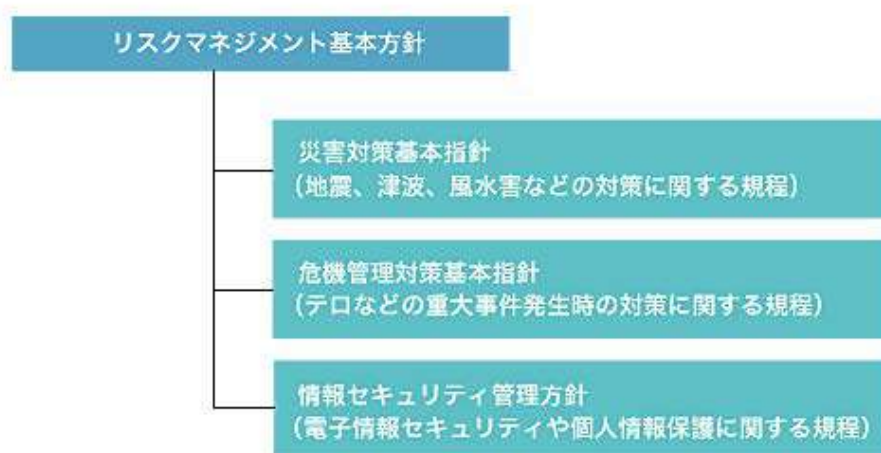 リスクマネジメント基本方針
災害対策基本指針
(地震、津波、風水害などの対策に関する規程)
危機管理対策基本指針
(テロなどの重大事件発生時の対策に関する規程)
情報セキュリティ管理方針
(電子情報セキュリティや個人情報保護に関する規程)